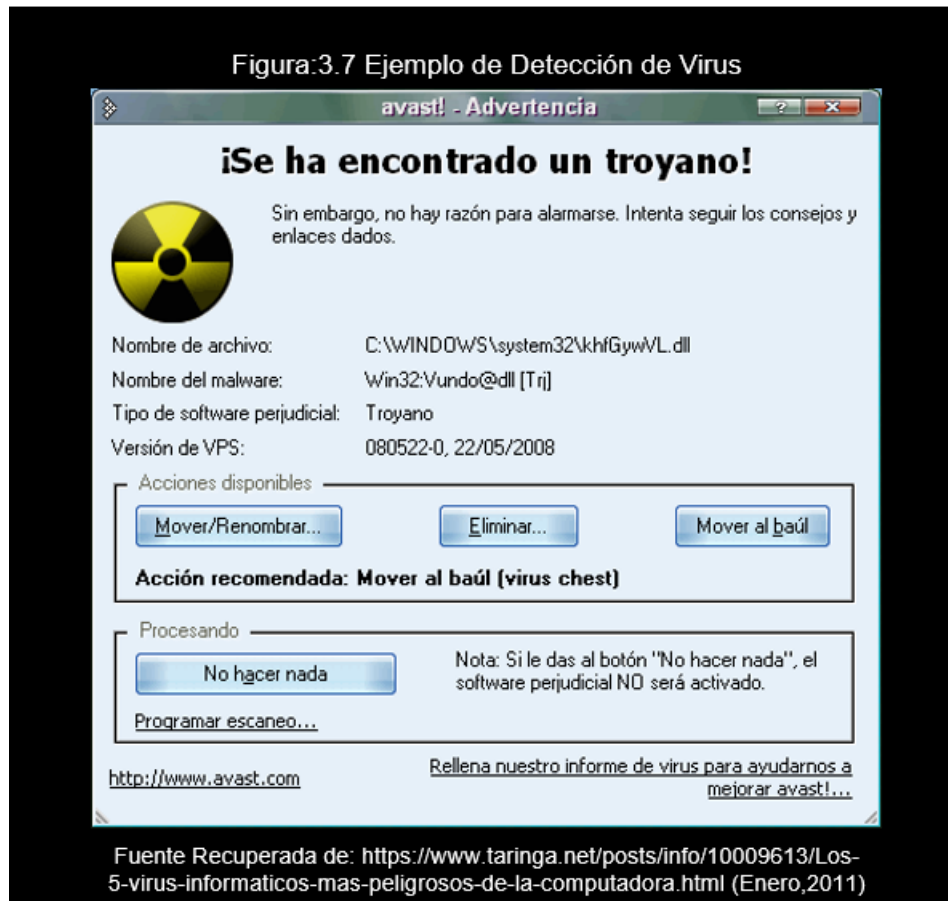 Figura:3.7 Ejemplo de Detección de Virus
avast! - Advertencia
?
¡Se ha encontrado un troyano!
Sin embargo, no hay razón para alarmarse. Intenta seguir los consejos y
enlaces dados.
Nombre de archivo: C:\WINDOWS\system32\khfGywVL.dll
Nombre del malware: Win32:Vundo@dll [Trj]
Tipo de software perjudicial: Troyano
Versión de VPS: 080522-0, 22/05/2008
Acciones disponibles
Mover/Renombrar... Eliminar... Mover al baúl
Acción recomendada: Mover al baúl (virus chest)
Procesando
No hacer nada
Nota: Si le das al botón "No hacer nada", el
software perjudicial NO será activado.
Programar escaneo...
http://www.avast.com
Rellena nuestro informe de virus para ayudarnos a
mejorar avast!...
Fuente Recuperada de: https://www.taringa.net/posts/info/10009613/Los-
5-virus-informaticos-mas-peligrosos-de-la-computadora.html (Enero,2011)